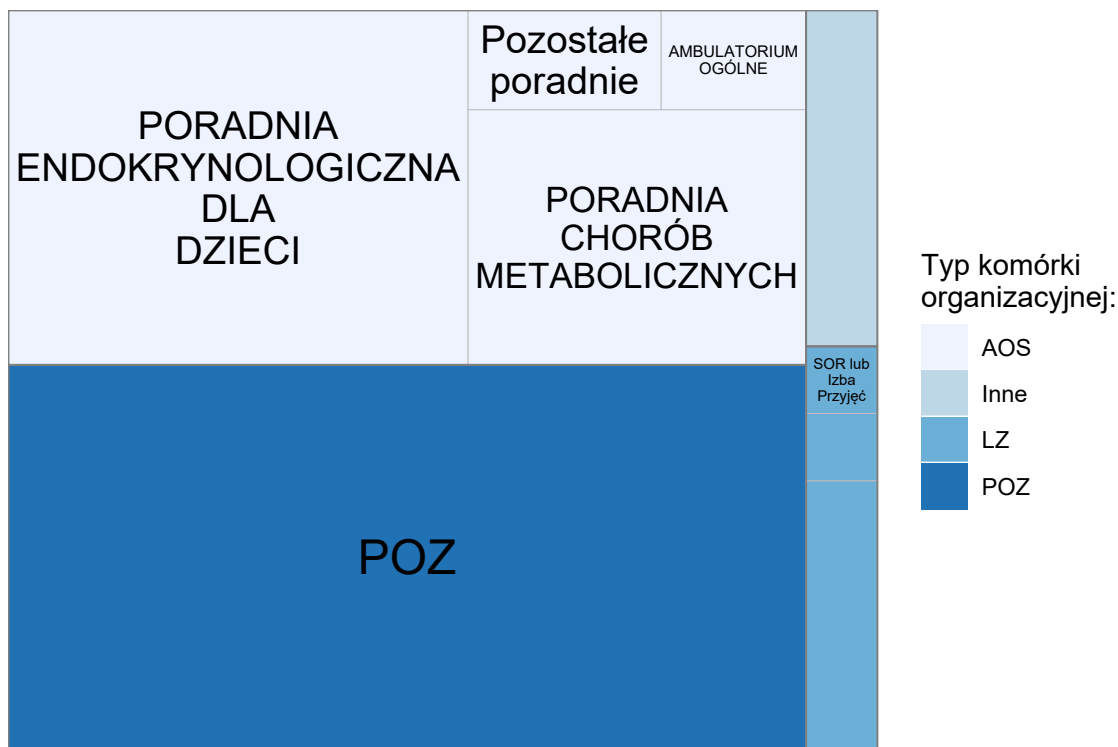 PORADNIA
ENDOKRYNOLOGICZNA
DLA
DZIECI
Pozostałe
poradnie
AMBULATORIUM
OGÓLNE
PORADNIA
CHORÓB
METABOLICZNYCH
SOR lub
Izba
Przyjęć
POZ
Typ komórki
organizacyjnej:
AOS
Inne
LZ
POZ